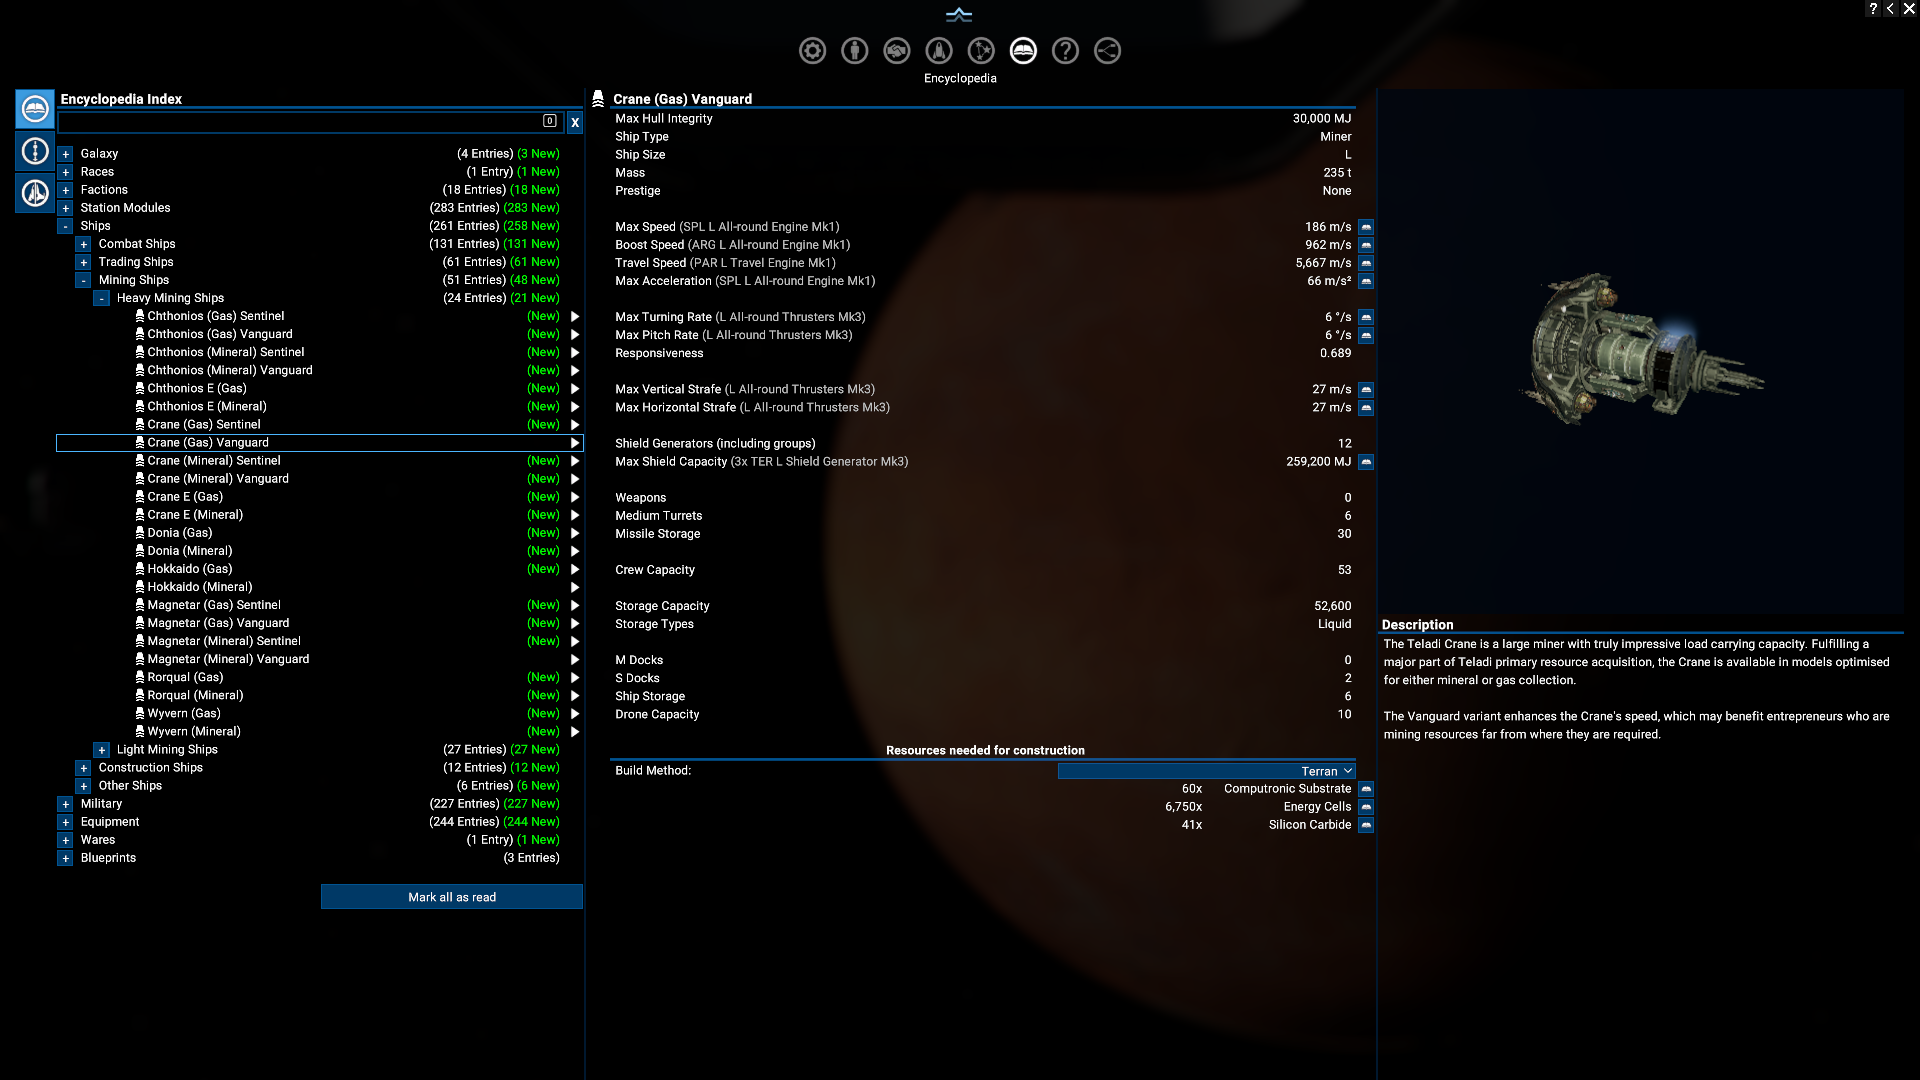 ? < X
Encyclopedia
Encyclopedia Index
0 X
+ Galaxy (4 Entries) (3 New)
+ Races (1 Entry) (1 New)
+ Factions (18 Entries) (18 New)
+ Station Modules (283 Entries) (283 New)
- Ships (261 Entries) (258 New)
+ Combat Ships (131 Entries) (131 New)
+ Trading Ships (61 Entries) (61 New)
- Mining Ships (51 Entries) (48 New)
- Heavy Mining Ships (24 Entries) (21 New)
Chthonios (Gas) Sentinel (New)
Chthonios (Gas) Vanguard (New)
Chthonios (Mineral) Sentinel (New)
Chthonios (Mineral) Vanguard (New)
Chthonios E (Gas) (New)
Chthonios E (Mineral) (New)
Crane (Gas) Sentinel (New)
Crane (Gas) Vanguard
Crane (Mineral) Sentinel (New)
Crane (Mineral) Vanguard (New)
Crane E (Gas) (New)
Crane E (Mineral) (New)
Donia (Gas) (New)
Donia (Mineral) (New)
Hokkaido (Gas) (New)
Hokkaido (Mineral)
Magnetar (Gas) Sentinel (New)
Magnetar (Gas) Vanguard (New)
Magnetar (Mineral) Sentinel (New)
Magnetar (Mineral) Vanguard
Rorqual (Gas) (New)
Rorqual (Mineral) (New)
Wyvern (Gas) (New)
Wyvern (Mineral) (New)
+ Light Mining Ships (27 Entries) (27 New)
+ Construction Ships (12 Entries) (12 New)
+ Other Ships (6 Entries) (6 New)
+ Military (227 Entries) (227 New)
+ Equipment (244 Entries) (244 New)
+ Wares (1 Entry) (1 New)
+ Blueprints (3 Entries)
Mark all as read
Crane (Gas) Vanguard
Max Hull Integrity 30,000 MJ
Ship Type Miner
Ship Size L
Mass 235 t
Prestige None
Max Speed (SPL L All-round Engine Mk1) 186 m/s
Boost Speed (ARG L All-round Engine Mk1) 962 m/s
Travel Speed (PAR L Travel Engine Mk1) 5,667 m/s
Max Acceleration (SPL L All-round Engine Mk1) 66 m/s²
Max Turning Rate (L All-round Thrusters Mk3) 6 °/s
Max Pitch Rate (L All-round Thrusters Mk3) 6 °/s
Responsiveness 0.689
Max Vertical Strafe (L All-round Thrusters Mk3) 27 m/s
Max Horizontal Strafe (L All-round Thrusters Mk3) 27 m/s
Shield Generators (including groups) 12
Max Shield Capacity (3x TER L Shield Generator Mk3) 259,200 MJ
Weapons 0
Medium Turrets 6
Missile Storage 30
Crew Capacity 53
Storage Capacity 52,600
Storage Types Liquid
M Docks 0
S Docks 2
Ship Storage 6
Drone Capacity 10
Resources needed for construction
Build Method: Terran
60x Computronic Substrate
6,750x Energy Cells
41x Silicon Carbide
Description
The Teladi Crane is a large miner with truly impressive load carrying capacity. Fulfilling a
major part of Teladi primary resource acquisition, the Crane is available in models optimised
for either mineral or gas collection.
The Vanguard variant enhances the Crane's speed, which may benefit entrepreneurs who are
mining resources far from where they are required.